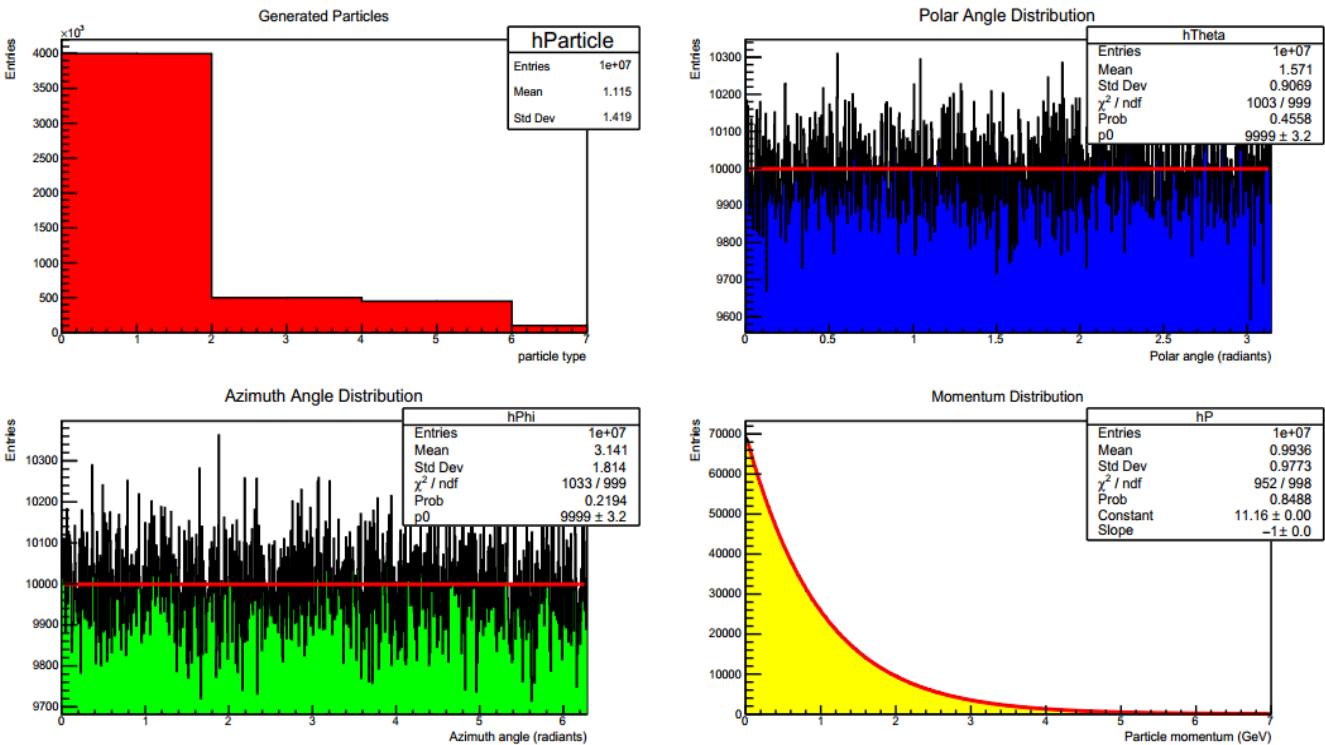 Generated Particles
×10³
Entries
4000
3500
3000
2500
2000
1500
1000
500
0
0 1 2 3 4 5 6 7
particle type
hParticle
Entries 1e+07
Mean 1.115
Std Dev 1.419
Polar Angle Distribution
Entries
10300
10200
10100
10000
9900
9800
9700
9600
0 0.5 1 1.5 2 2.5 3
Polar angle (radiants)
hTheta
Entries 1e+07
Mean 1.571
Std Dev 0.9069
χ² / ndf 1003 / 999
Prob 0.4558
p0 9999 ± 3.2
Azimuth Angle Distribution
Entries
10300
10200
10100
10000
9900
9800
9700
0 1 2 3 4 5 6
Azimuth angle (radiants)
hPhi
Entries 1e+07
Mean 3.141
Std Dev 1.814
χ² / ndf 1033 / 999
Prob 0.2194
p0 9999 ± 3.2
Momentum Distribution
Entries
70000
60000
50000
40000
30000
20000
10000
0
0 1 2 3 4 5 6 7
Particle momentum (GeV)
hP
Entries 1e+07
Mean 0.9936
Std Dev 0.9773
χ² / ndf 952 / 998
Prob 0.8488
Constant 11.16 ± 0.00
Slope −1 ± 0.0